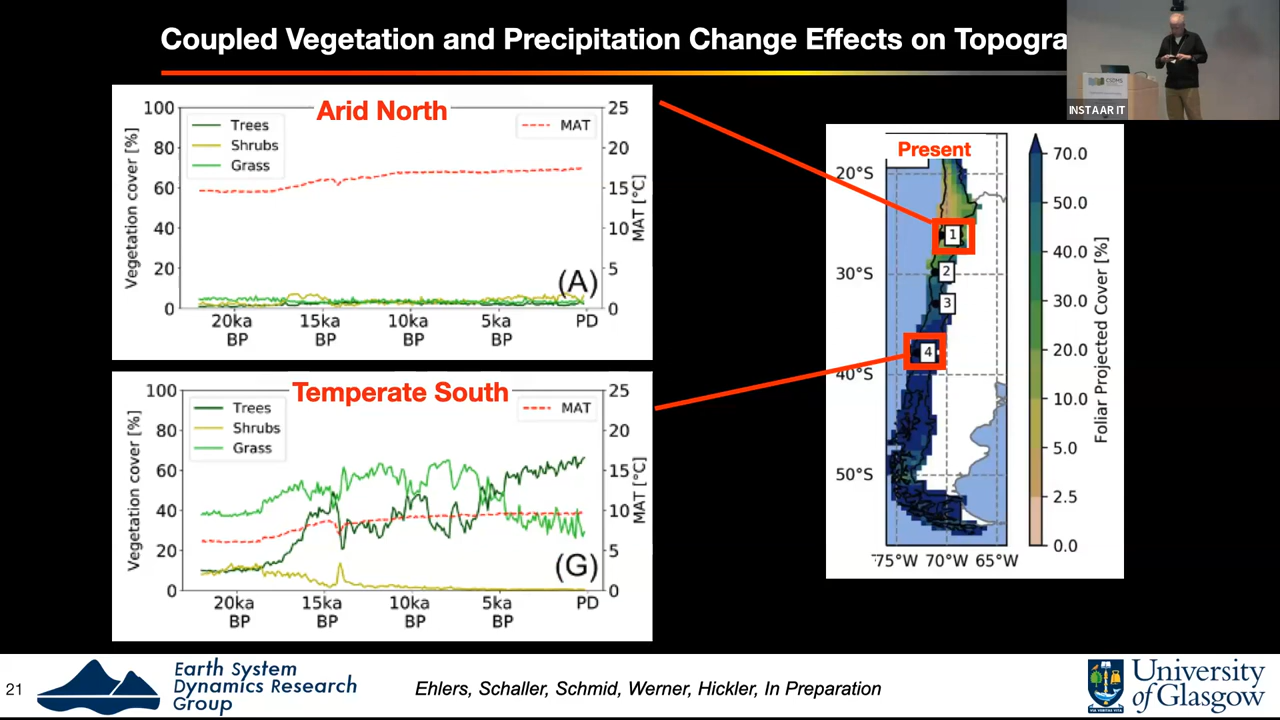 Coupled Vegetation and Precipitation Change Effects on Topogra
INSTAAR IT
Arid North
Vegetation cover [%]
100
80
60
40
20
0
Trees
Shrubs
Grass
MAT
25
20
15
10
5
0
MAT [°C]
(A)
20ka BP
15ka BP
10ka BP
5ka BP
PD
Temperate South
Vegetation cover [%]
100
80
60
40
20
0
Trees
Shrubs
Grass
MAT
25
20
15
10
5
0
MAT [°C]
(G)
20ka BP
15ka BP
10ka BP
5ka BP
PD
Present
20°S
30°S
40°S
50°S
1
2
3
4
75°W 70°W 65°W
70.0
50.0
40.0
30.0
20.0
10.0
5.0
2.5
0.0
Foliar Projected Cover [%]
21
Earth System
Dynamics Research
Group
Ehlers, Schaller, Schmid, Werner, Hickler, In Preparation
University
of Glasgow